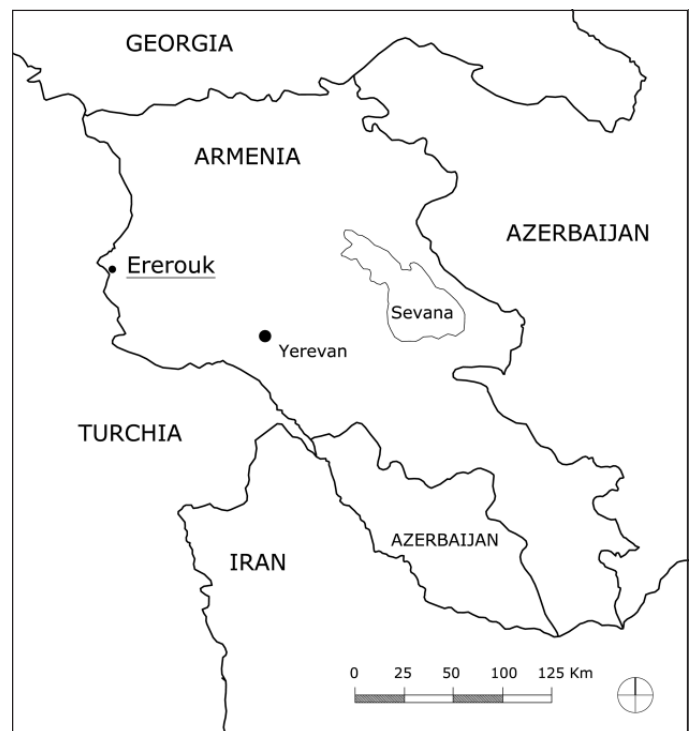 GEORGIA
ARMENIA
AZERBAIJAN
Ererouk
Sevana
Yerevan
TURCHIA
AZERBAIJAN
IRAN
0 25 50 100 125 Km